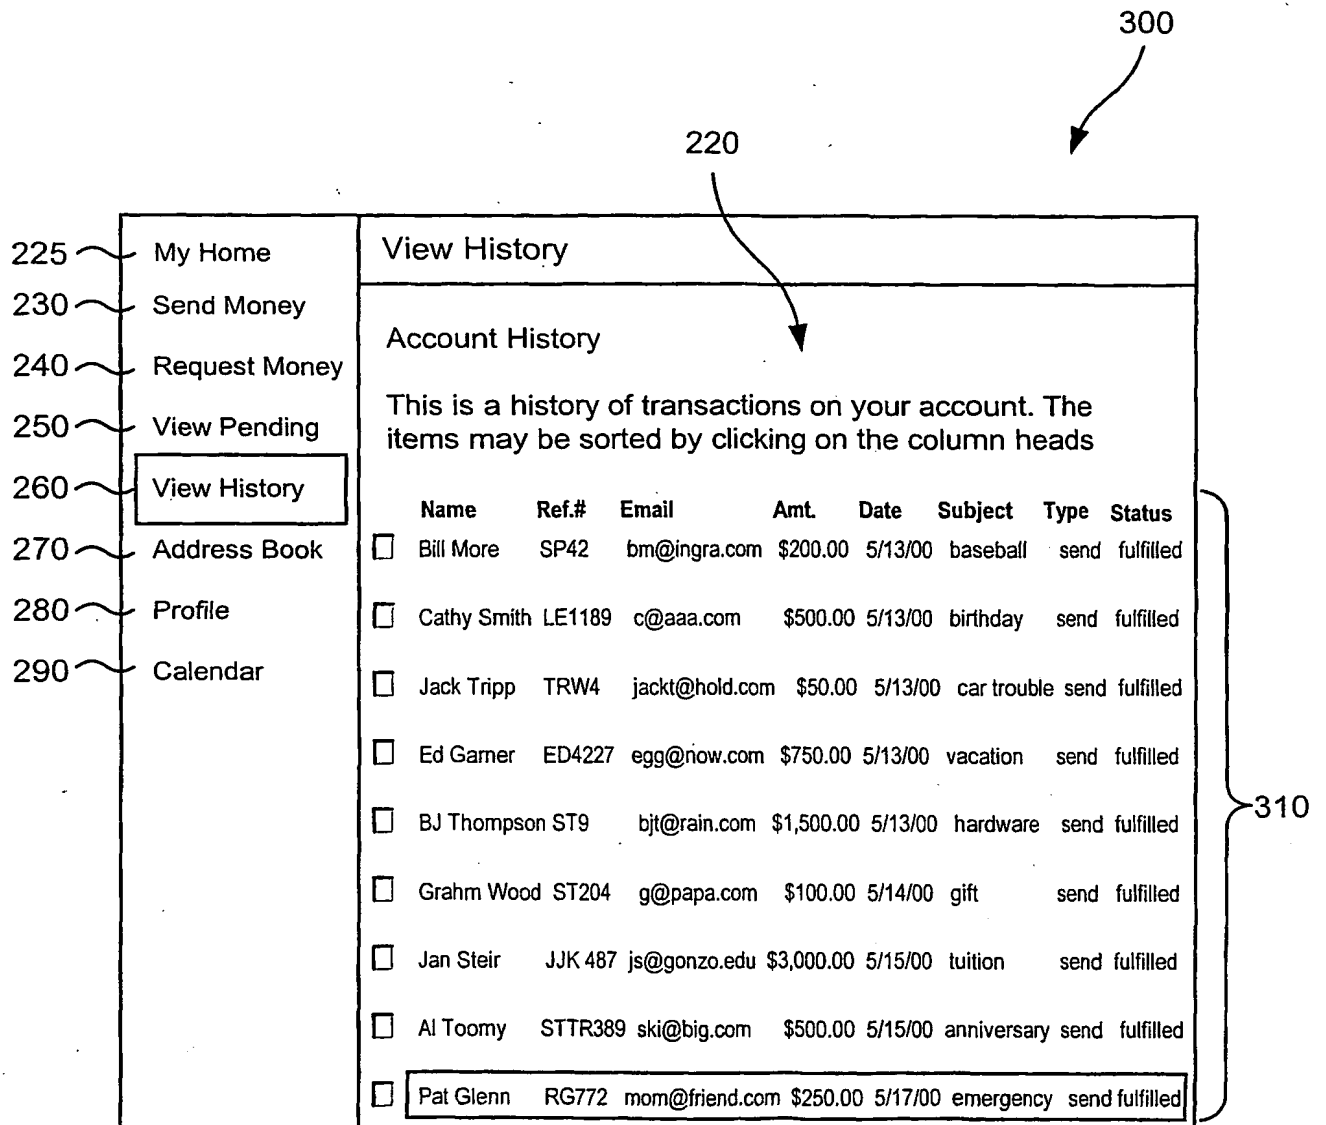 300
220
225 My Home
230 Send Money
240 Request Money
250 View Pending
260 View History
270 Address Book
280 Profile
290 Calendar
View History
Account History
This is a history of transactions on your account. The
items may be sorted by clicking on the column heads
Name Ref.# Email Amt. Date Subject Type Status
Bill More SP42 bm@ingra.com $200.00 5/13/00 baseball send fulfilled
Cathy Smith LE1189 c@aaa.com $500.00 5/13/00 birthday send fulfilled
Jack Tripp TRW4 jackt@hold.com $50.00 5/13/00 car trouble send fulfilled
Ed Garner ED4227 egg@now.com $750.00 5/13/00 vacation send fulfilled
BJ Thompson ST9 bjt@rain.com $1,500.00 5/13/00 hardware send fulfilled
Grahm Wood ST204 g@papa.com $100.00 5/14/00 gift send fulfilled
Jan Steir JJK 487 js@gonzo.edu $3,000.00 5/15/00 tuition send fulfilled
Al Toomy STTR389 ski@big.com $500.00 5/15/00 anniversary send fulfilled
Pat Glenn RG772 mom@friend.com $250.00 5/17/00 emergency send fulfilled
310